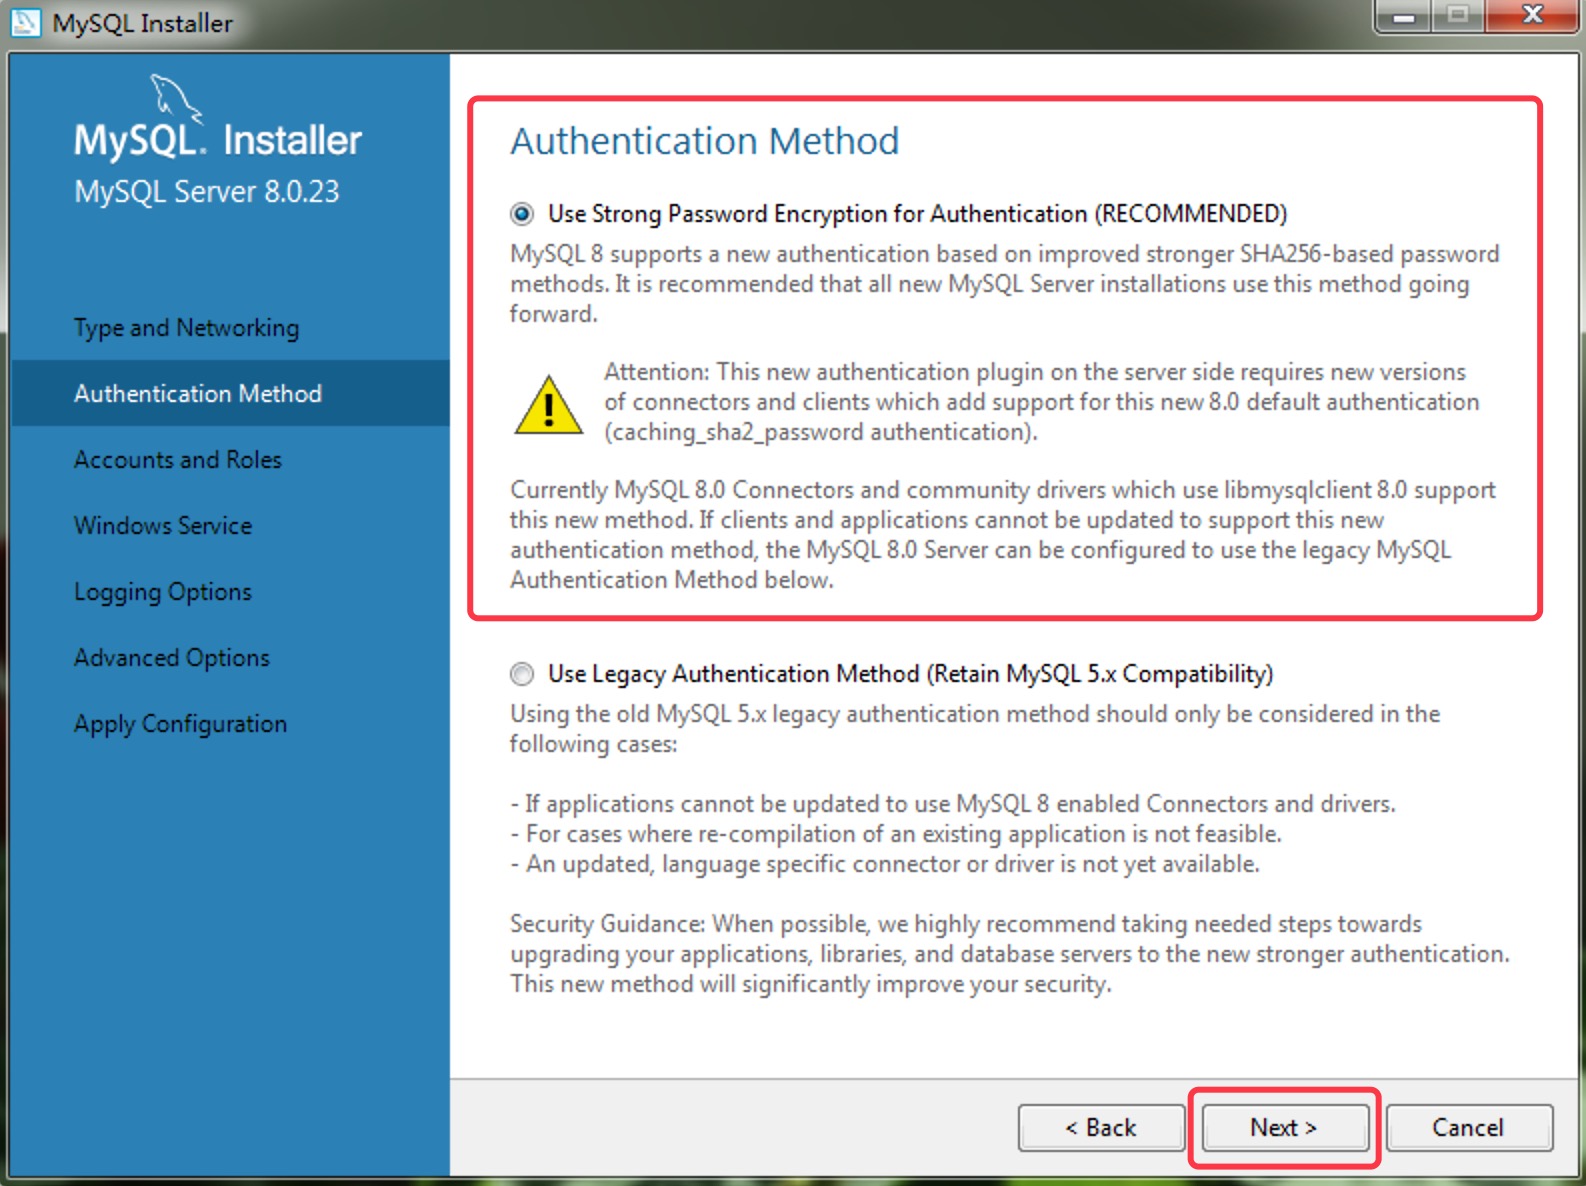 MySQL Installer
MySQL. Installer
MySQL Server 8.0.23
Type and Networking
Authentication Method
Accounts and Roles
Windows Service
Logging Options
Advanced Options
Apply Configuration
Authentication Method
Use Strong Password Encryption for Authentication (RECOMMENDED)
MySQL 8 supports a new authentication based on improved stronger SHA256-based password
methods. It is recommended that all new MySQL Server installations use this method going
forward.
Attention: This new authentication plugin on the server side requires new versions
of connectors and clients which add support for this new 8.0 default authentication
(caching_sha2_password authentication).
Currently MySQL 8.0 Connectors and community drivers which use libmysqlclient 8.0 support
this new method. If clients and applications cannot be updated to support this new
authentication method, the MySQL 8.0 Server can be configured to use the legacy MySQL
Authentication Method below.
Use Legacy Authentication Method (Retain MySQL 5.x Compatibility)
Using the old MySQL 5.x legacy authentication method should only be considered in the
following cases:
- If applications cannot be updated to use MySQL 8 enabled Connectors and drivers.
- For cases where re-compilation of an existing application is not feasible.
- An updated, language specific connector or driver is not yet available.
Security Guidance: When possible, we highly recommend taking needed steps towards
upgrading your applications, libraries, and database servers to the new stronger authentication.
This new method will significantly improve your security.
< Back
Next >
Cancel